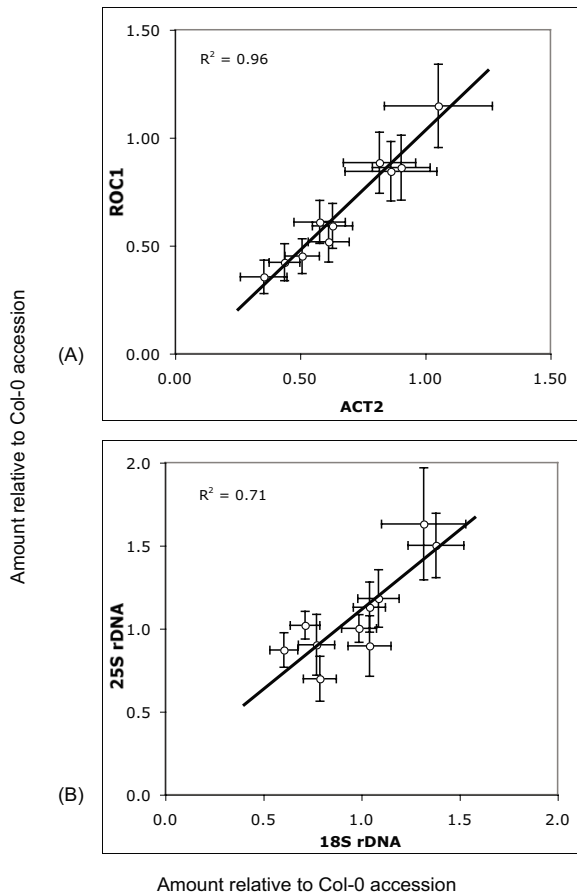 1.50
R² = 0.96
1.00
ROC1
0.50
0.00
0.00 0.50 1.00 1.50
ACT2
(A)
Amount relative to Col-0 accession
2.0
R² = 0.71
1.5
1.0
25S rDNA
0.5
0.0
0.0 0.5 1.0 1.5 2.0
18S rDNA
(B)
Amount relative to Col-0 accession